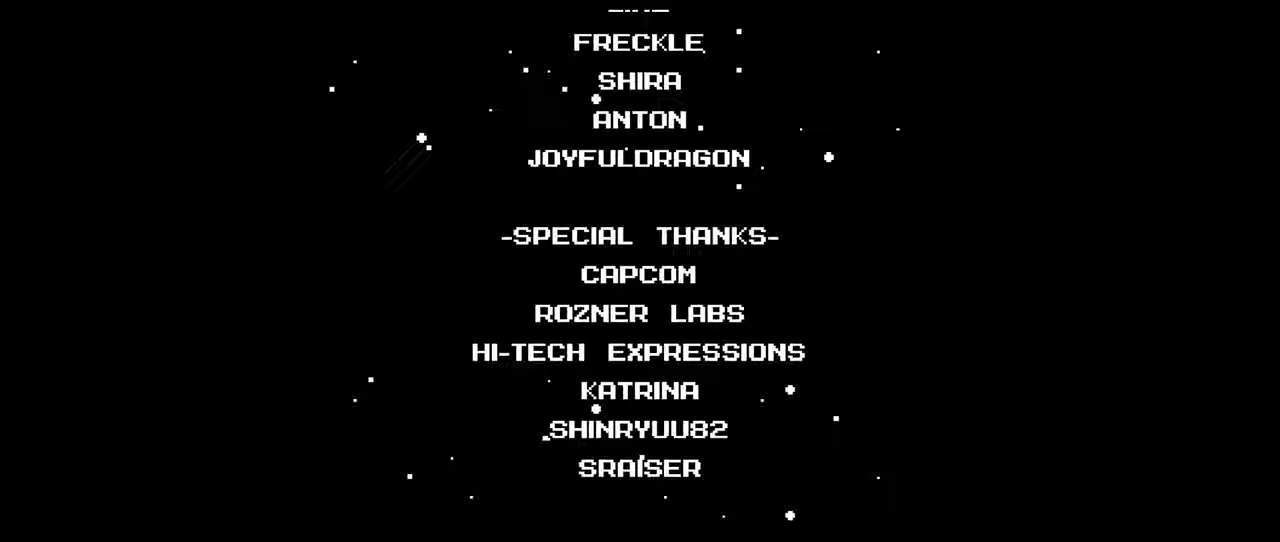 FRECKLE
SHIRA
ANTON
JOYFULDRAGON
-SPECIAL THANKS-
CAPCOM
ROZNER LABS
HI-TECH EXPRESSIONS
KATRINA
SHINRYUU82
SRAISER